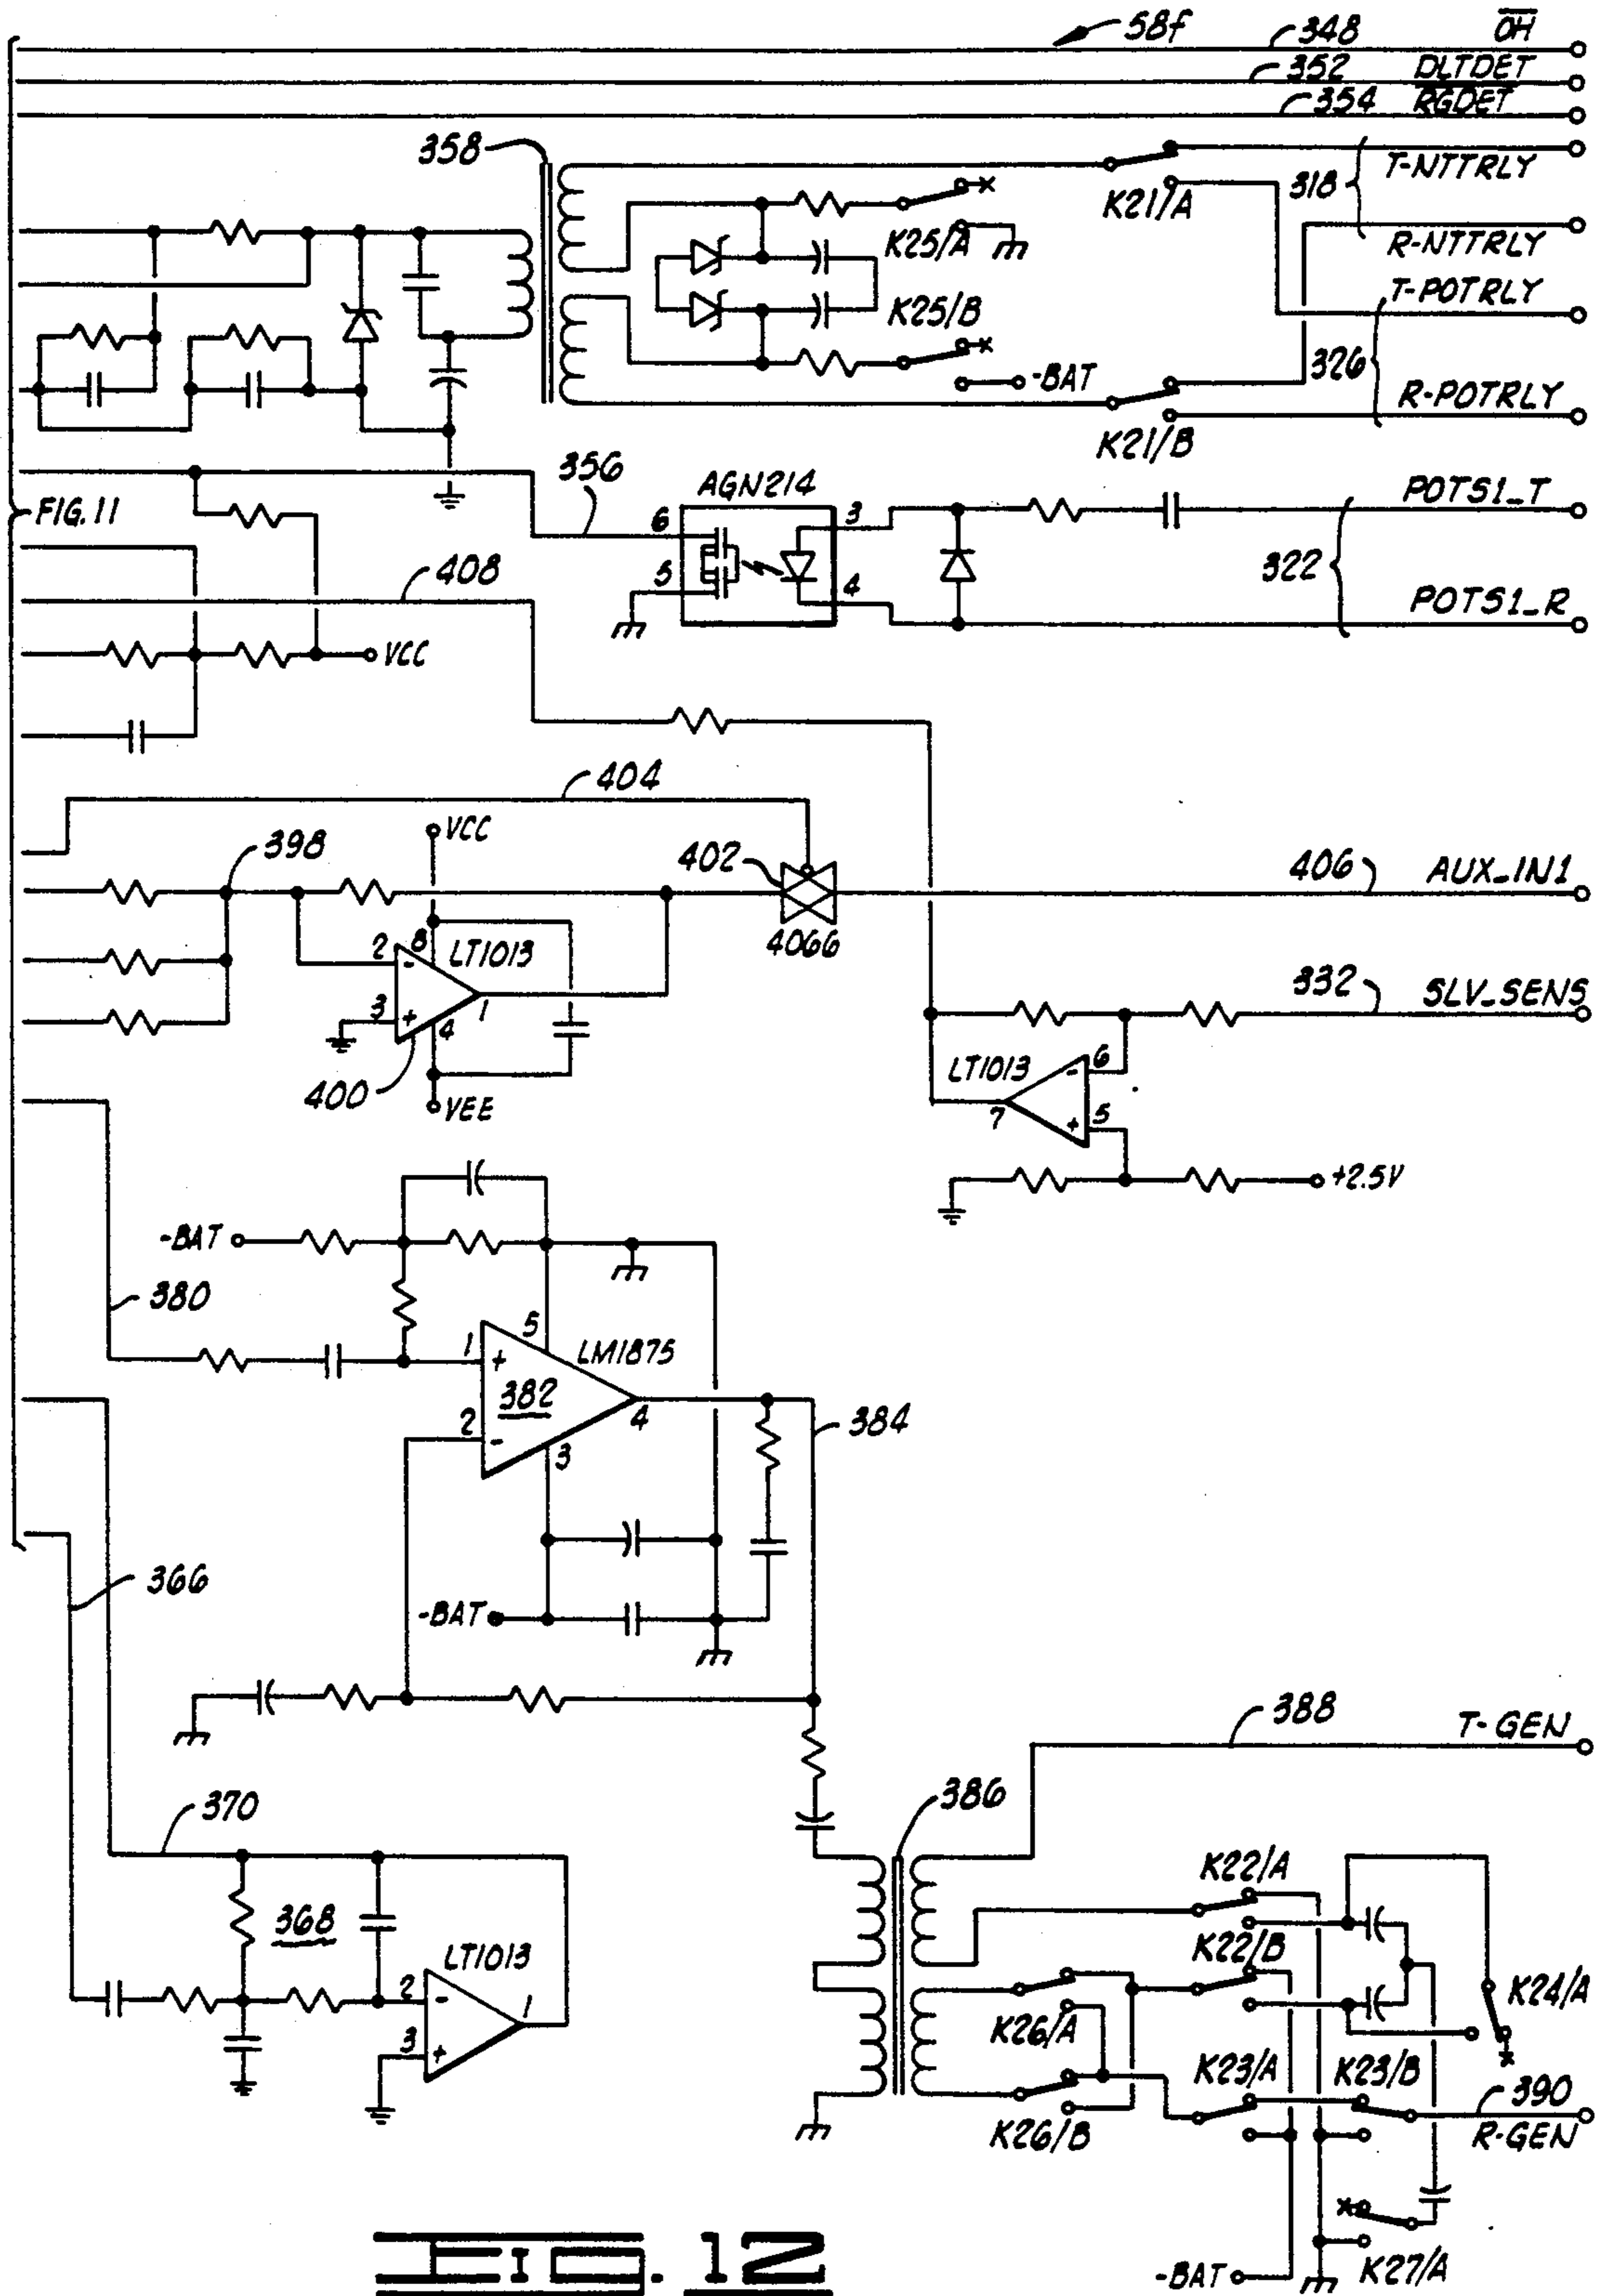 58f
348 O̅H̅
352 DLTDET
354 R̅G̅D̅E̅T̅
358
318
T-NTTRLY
K21/A
K25/A
R-NTTRLY
T-POTRLY
K25/B
326
-BAT
R-POTRLY
K21/B
356
AGN214
POTS1_T
FIG. 11
6
3
5
4
322
408
POTS1_R
VCC
404
VCC
398
402
406
AUX_IN1
4066
2
-
8
LT1013
3
+
4
1
332
SLV_SENS
400
VEE
LT1013
-
6
7
+
5
+2.5V
-BAT
380
1
+
5
LM1875
382
2
-
3
4
384
366
-BAT
388
T-GEN
370
386
K22/A
368
K22/B
LT1013
K24/A
2
-
1
K26/A
3
+
K23/A
K23/B
390
K26/B
R-GEN
K27/A
-BAT
FIG. 12